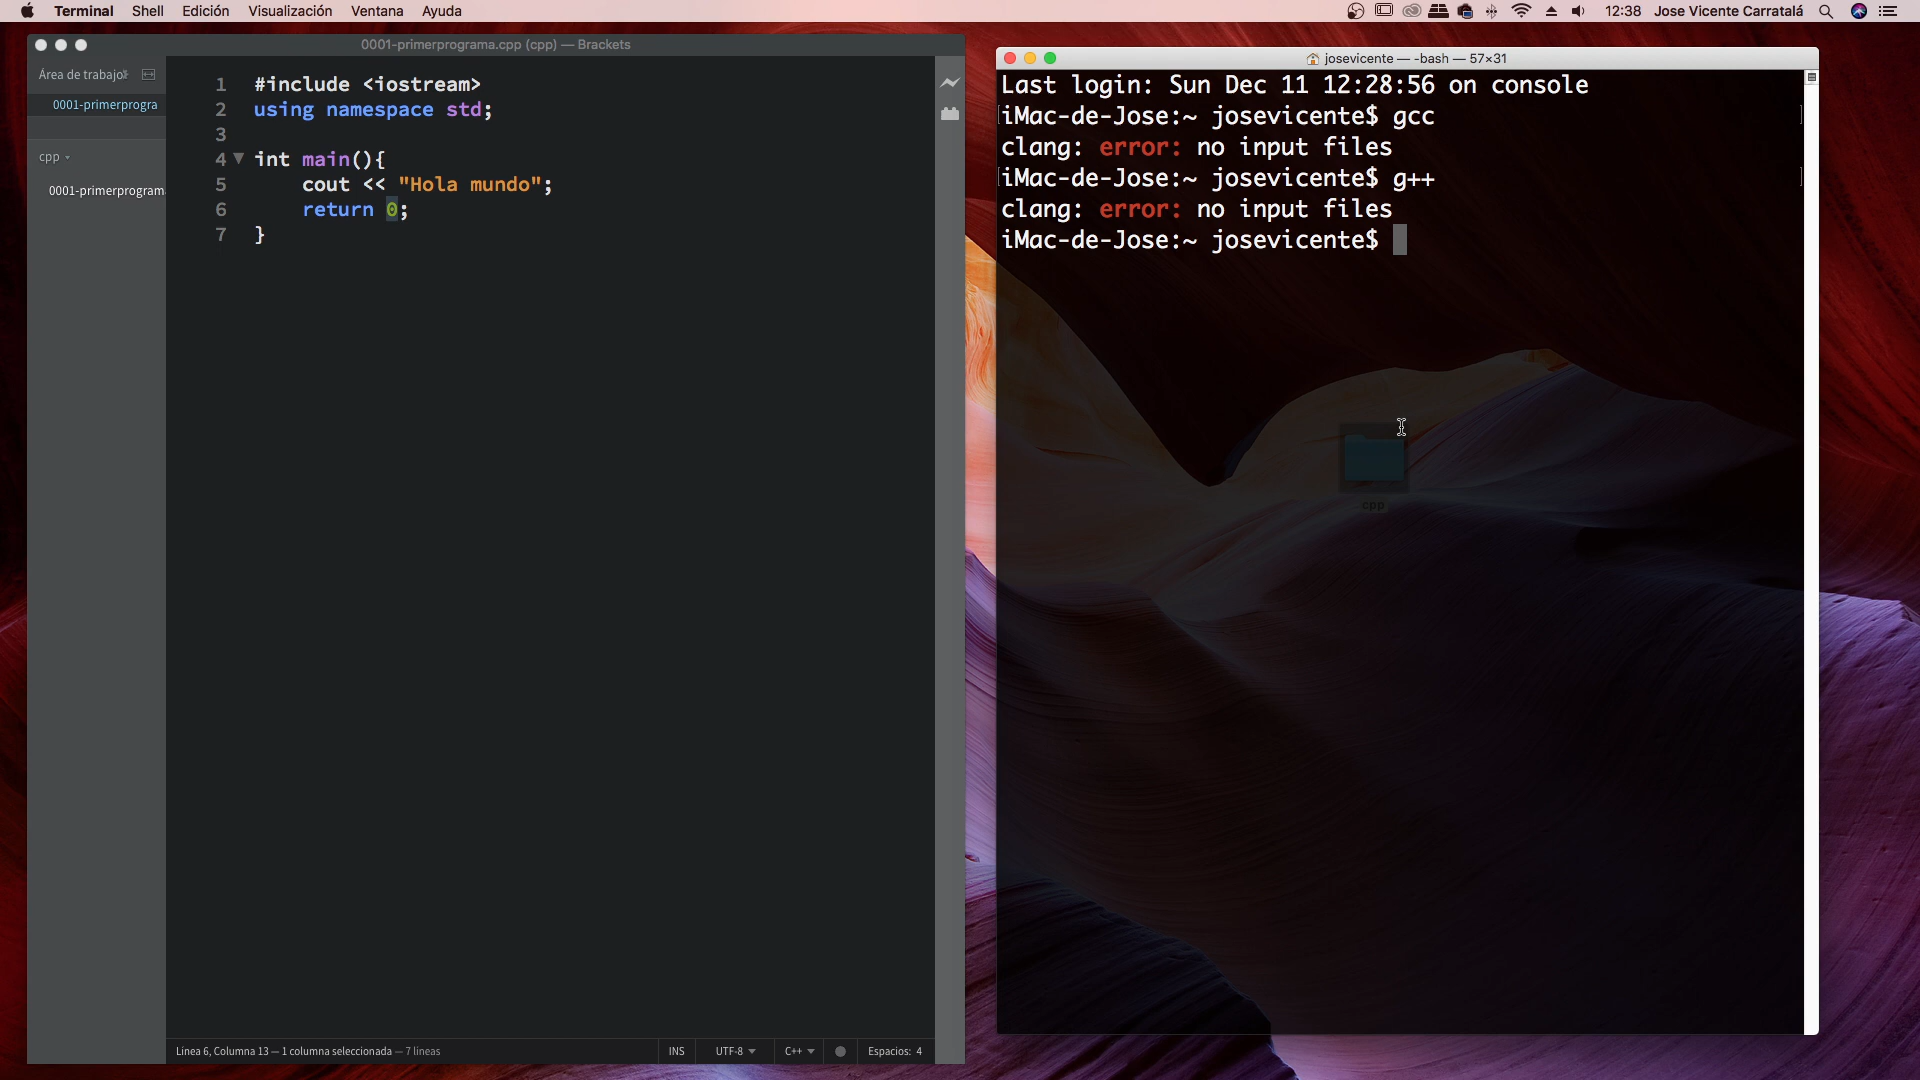 Terminal Shell Edición Visualización Ventana Ayuda
12:38 Jose Vicente Carratalá
0001-primerprograma.cpp (cpp) — Brackets
Área de trabajo
0001-primerprogra
cpp
0001-primerprograma
1 #include <iostream>
2 using namespace std;
3
4 int main(){
5 cout << "Hola mundo";
6 return 0;
7 }
Línea 6, Columna 13 — 1 columna seleccionada — 7 líneas
INS UTF-8 C++ Espacios: 4
josevicente — -bash — 57×31
Last login: Sun Dec 11 12:28:56 on console
[iMac-de-Jose:~ josevicente$ gcc ]
clang: error: no input files
[iMac-de-Jose:~ josevicente$ g++ ]
clang: error: no input files
iMac-de-Jose:~ josevicente$
cpp